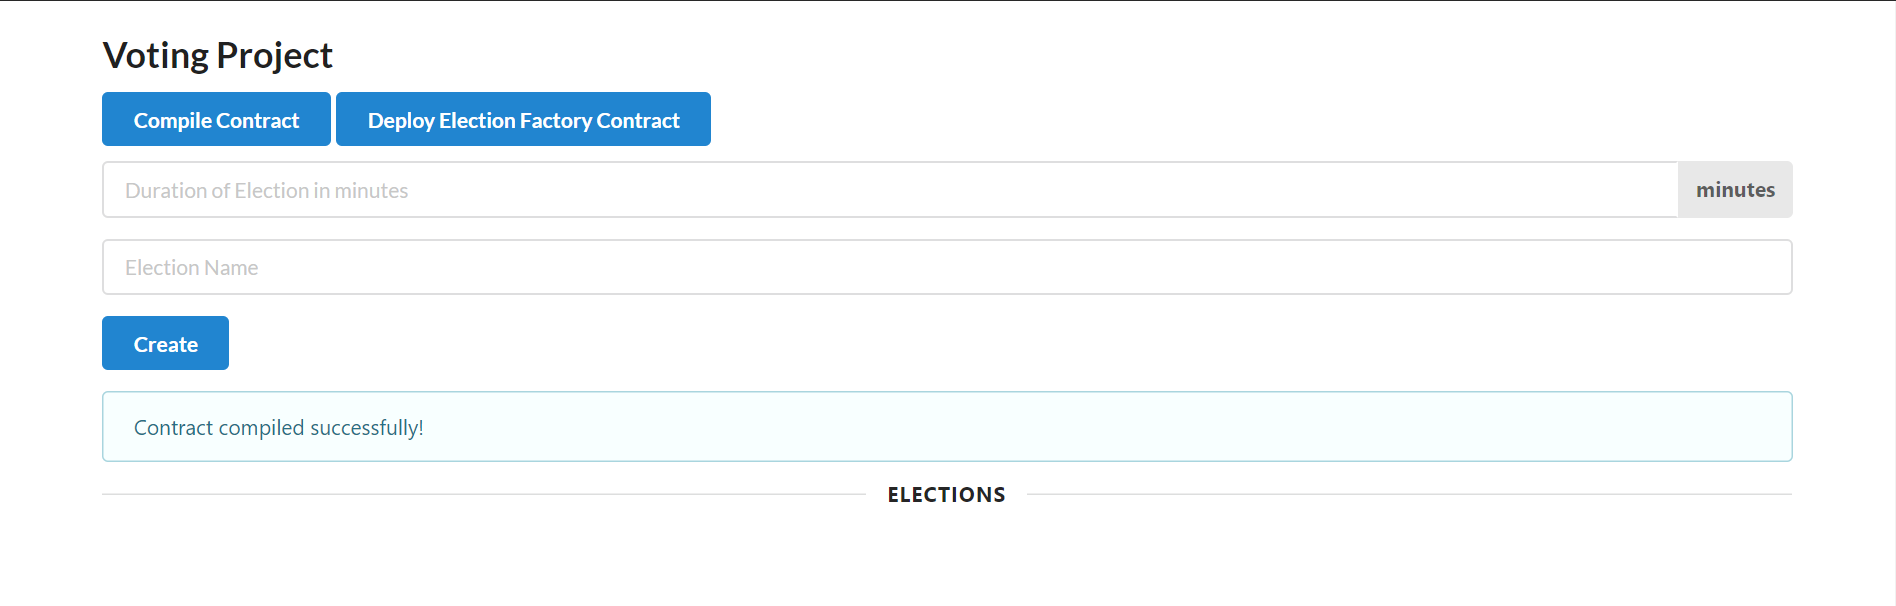 Voting Project
Compile Contract Deploy Election Factory Contract
Duration of Election in minutes minutes
Election Name
Create
Contract compiled successfully!
ELECTIONS